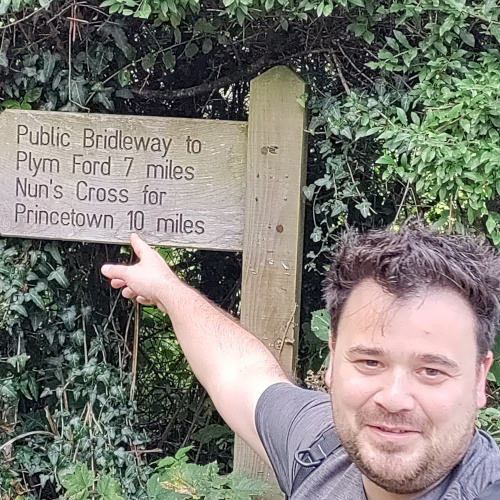 Public Bridleway to
Plym Ford 7 miles
Nun's Cross for
Princetown 10 miles